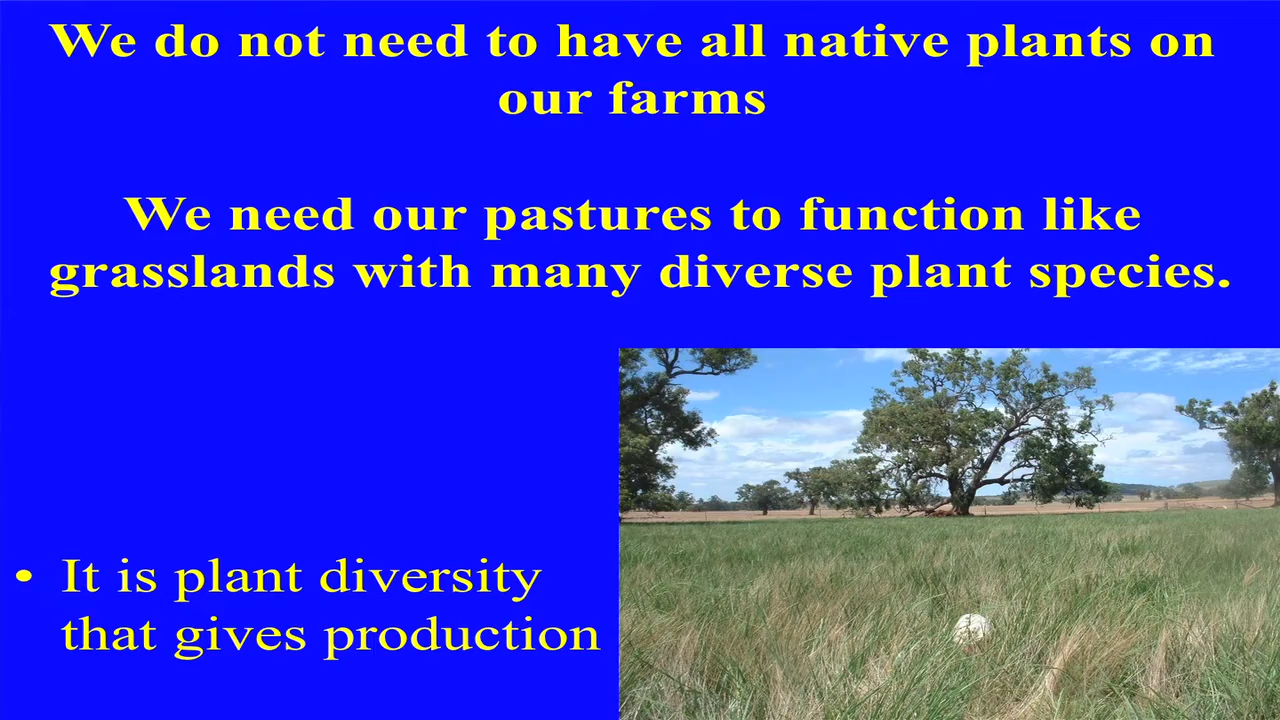 We do not need to have all native plants on
our farms
We need our pastures to function like
grasslands with many diverse plant species.
• It is plant diversity
that gives production